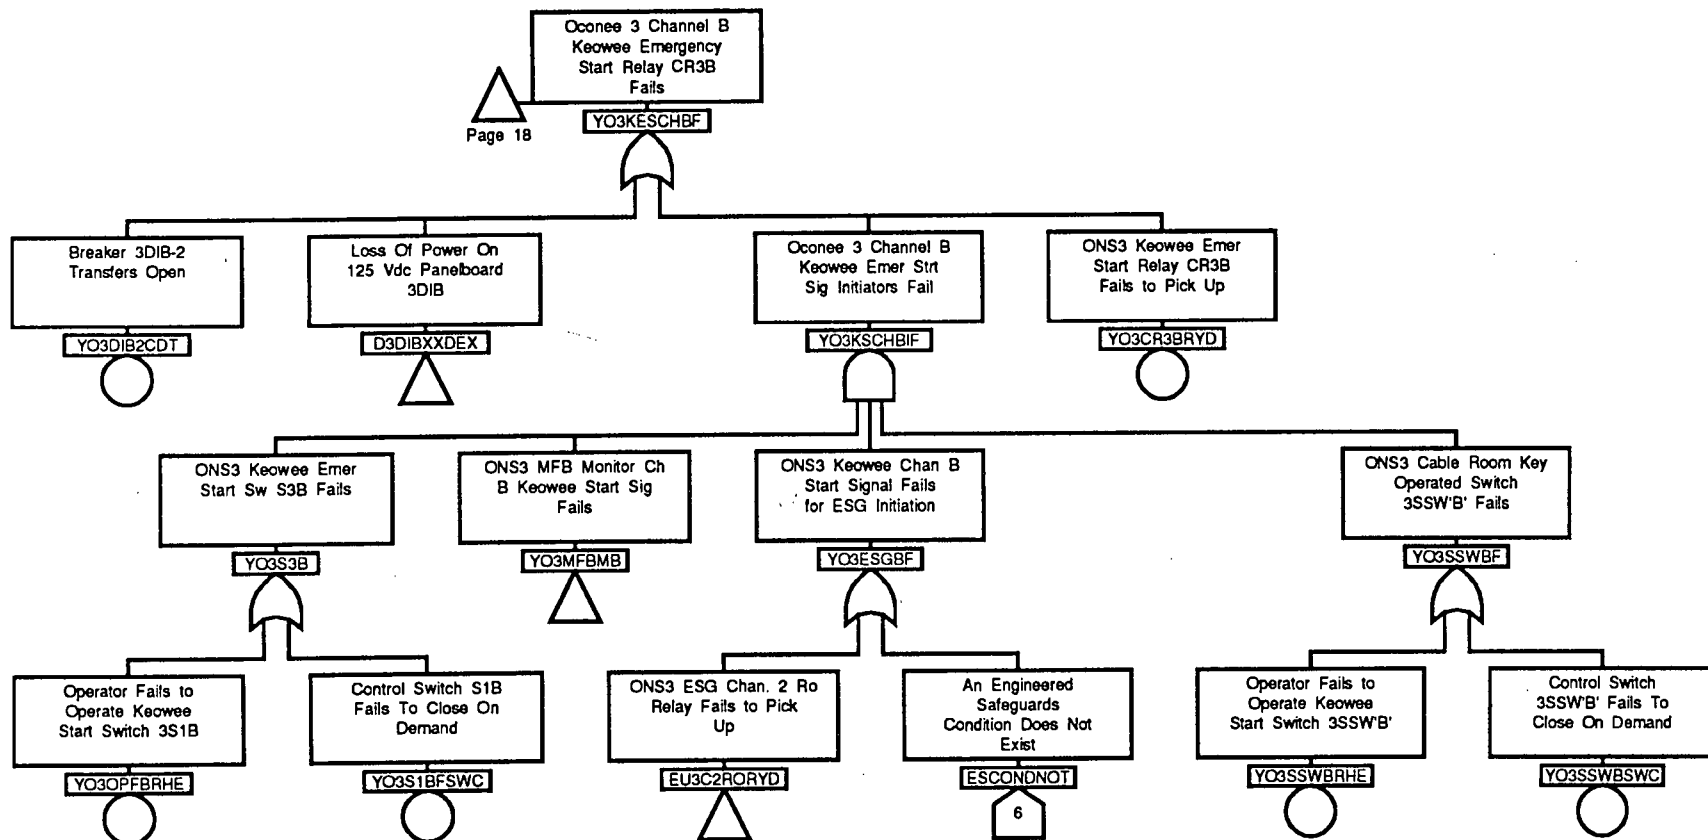 Oconee 3 Channel B
Keowee Emergency
Start Relay CR3B
Fails
Page 18
YO3KESCHBF
Breaker 3DIB-2
Transfers Open
YO3DIB2CDT
Loss Of Power On
125 Vdc Panelboard
3DIB
D3DIBXXDEX
Oconee 3 Channel B
Keowee Emer Strt
Sig Initiators Fail
YO3KSCHBIF
ONS3 Keowee Emer
Start Relay CR3B
Fails to Pick Up
YO3CR3BRYD
ONS3 Keowee Emer
Start Sw S3B Fails
YO3S3B
ONS3 MFB Monitor Ch
B Keowee Start Sig
Fails
YO3MFBMB
ONS3 Keowee Chan B
Start Signal Fails
for ESG Initiation
YO3ESGBF
ONS3 Cable Room Key
Operated Switch
3SSW'B' Fails
YO3SSWBF
Operator Fails to
Operate Keowee
Start Switch 3S1B
YO3OPFBRHE
Control Switch S1B
Fails To Close On
Demand
YO3S1BFSWC
ONS3 ESG Chan. 2 Ro
Relay Fails to Pick
Up
EU3C2RORYD
An Engineered
Safeguards
Condition Does Not
Exist
ESCONDNOT
6
Operator Fails to
Operate Keowee
Start Switch 3SSW'B'
YO3SSWBRHE
Control Switch
3SSW'B' Fails To
Close On Demand
YO3SSWBSWC